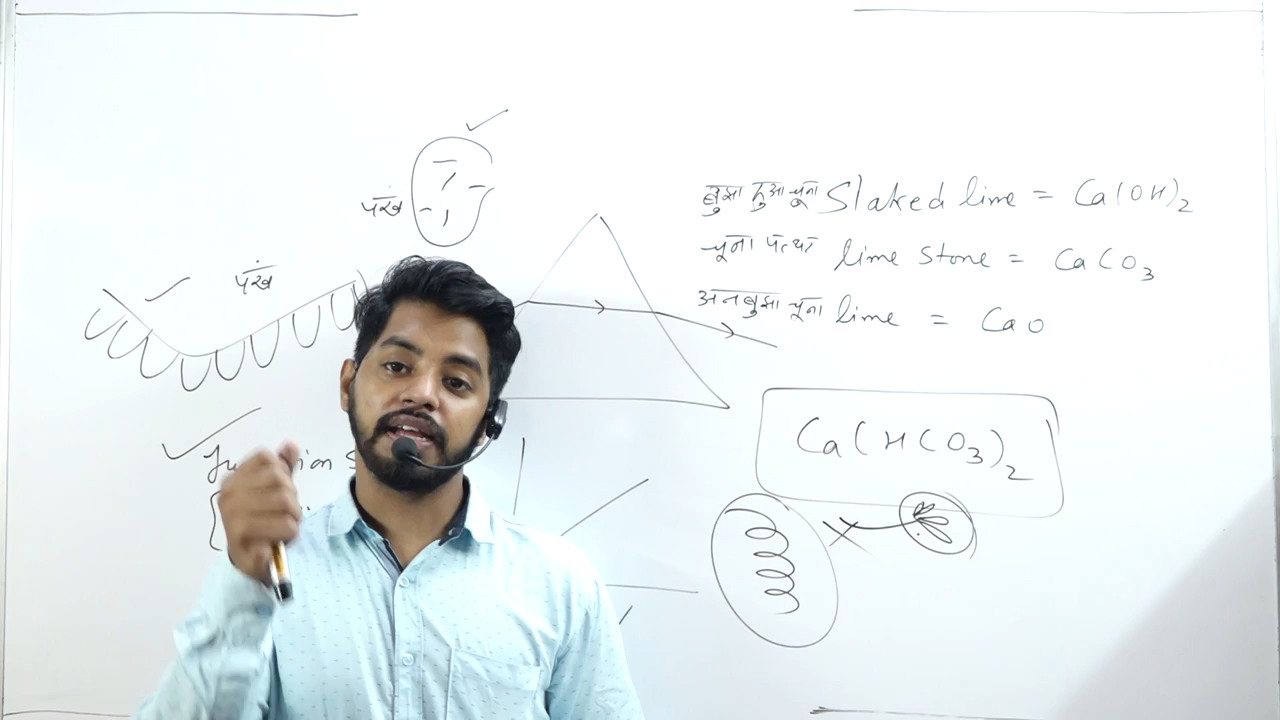 पंख
पंख
बुझा हुआ चूना Slaked lime = Ca(OH)2
चूना पत्थर lime stone = CaCO3
अनबुझा चूना lime = CaO
Ca(HCO3)2